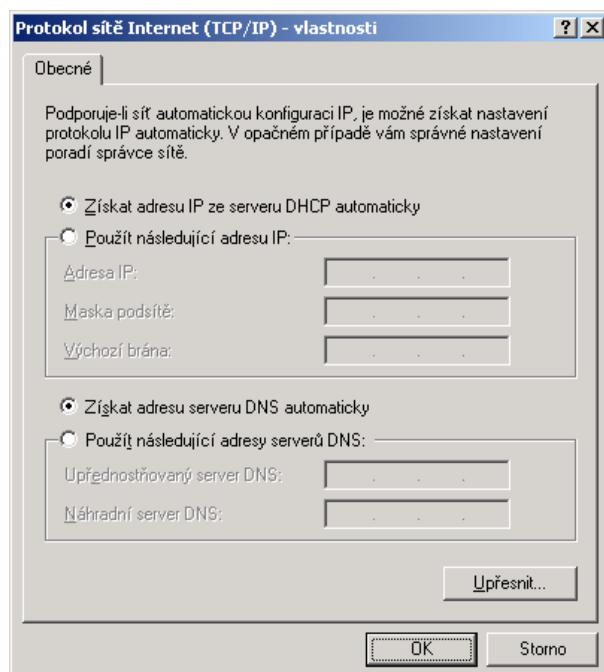 Protokol sítě Internet (TCP/IP) - vlastnosti
Obecné
Podporuje-li síť automatickou konfiguraci IP, je možné získat nastavení
protokolu IP automaticky. V opačném případě vám správné nastavení
poradí správce sítě.
Získat adresu IP ze serveru DHCP automaticky
Použít následující adresu IP:
Adresa IP:
Maska podsítě:
Výchozí brána:
Získat adresu serveru DNS automaticky
Použít následující adresy serverů DNS:
Upřednostňovaný server DNS:
Náhradní server DNS:
Upřesnit...
OK
Storno